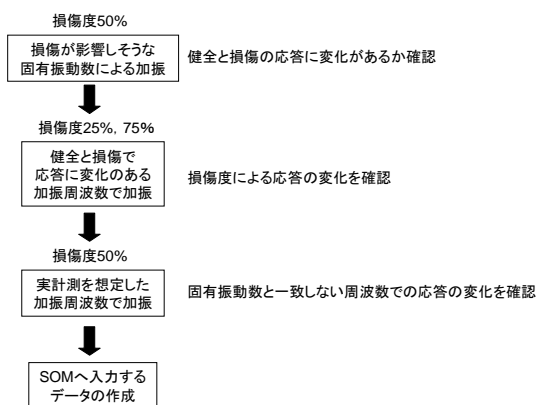 損傷度50%
損傷が影響しそうな
固有振動数による加振
健全と損傷の応答に変化があるか確認
損傷度25%, 75%
健全と損傷で
応答に変化のある
加振周波数で加振
損傷度による応答の変化を確認
損傷度50%
実計測を想定した
加振周波数で加振
固有振動数と一致しない周波数での応答の変化を確認
SOMへ入力する
データの作成